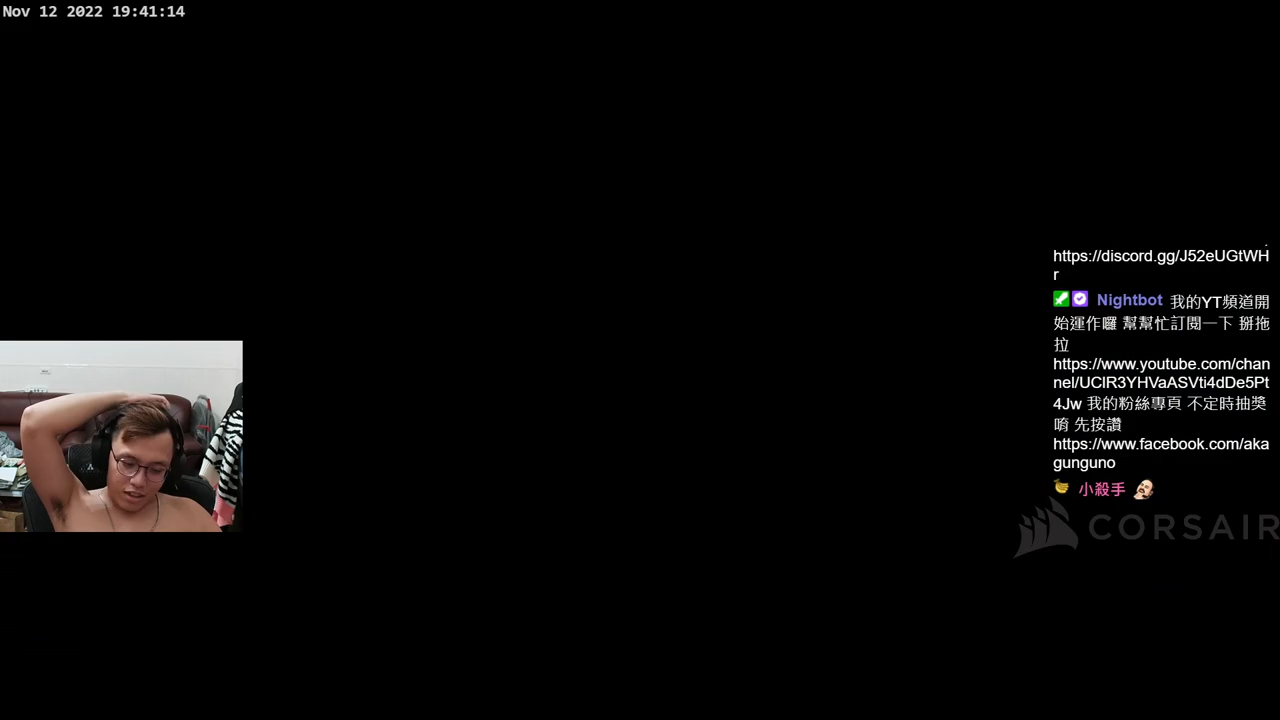 Nov 12 2022 19:41:14
https://discord.gg/J52eUGtWH
r
Nightbot 我的YT頻道開
始運作囉 幫幫忙訂閱一下 掰拖
拉
https://www.youtube.com/chan
nel/UClR3YHVaASVti4dDe5Pt
4Jw 我的粉絲專頁 不定時抽獎
唷 先按讚
https://www.facebook.com/aka
gunguno
小殺手
CORSAIR